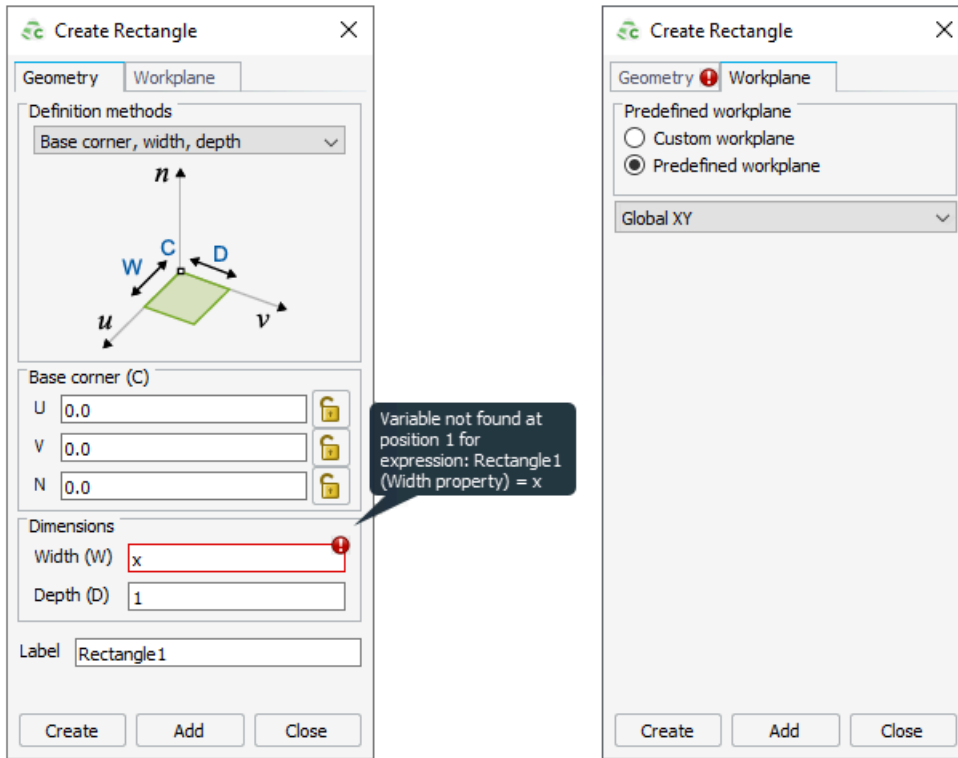 Create Rectangle
Geometry Workplane
Definition methods
Base corner, width, depth
n
C
D
W
u
v
Base corner (C)
U 0.0
V 0.0
N 0.0
Dimensions
Width (W) x
Depth (D) 1
Label Rectangle1
Create Add Close
Variable not found at
position 1 for
expression: Rectangle1
(Width property) = x
Create Rectangle
Geometry Workplane
Predefined workplane
Custom workplane
Predefined workplane
Global XY
Create Add Close